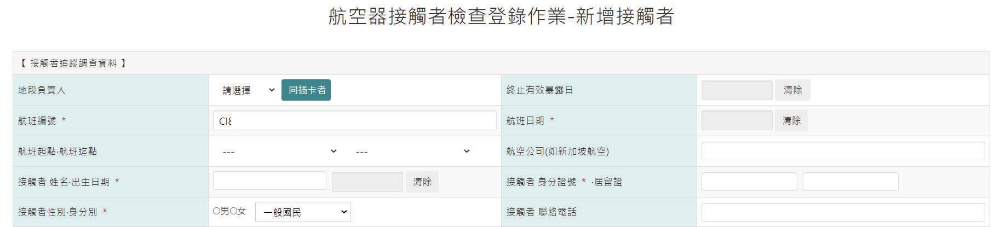 航空器接觸者檢查登錄作業-新增接觸者
【 接觸者追蹤調查資料 】
地段負責人 請選擇 同插卡者 終止有效暴露日 清除
航班編號 * CI8 航班日期 * 清除
航班起點‧航班迄點 --- --- 航空公司(如新加坡航空)
接觸者 姓名‧出生日期 * 清除 接觸者 身分證號 * ‧居留證
接觸者性別‧身分別 * 男 女 一般國民 接觸者 聯絡電話